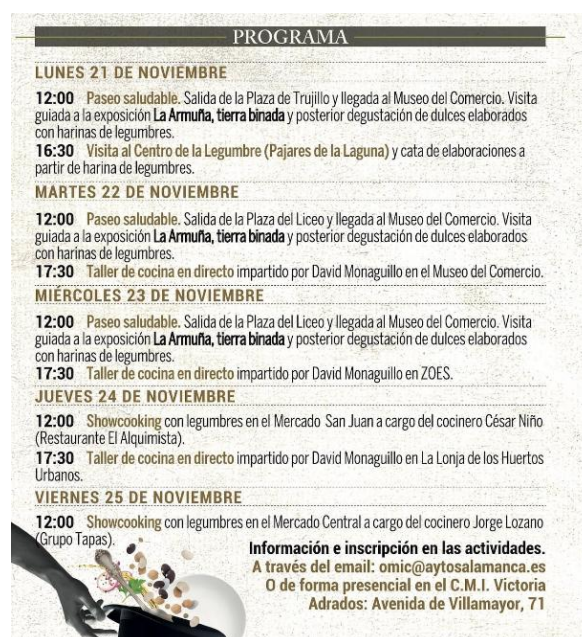 PROGRAMA
LUNES 21 DE NOVIEMBRE
12:00 Paseo saludable. Salida de la Plaza de Trujillo y llegada al Museo del Comercio. Visita
guiada a la exposición La Armuña, tierra binada y posterior degustación de dulces elaborados
con harinas de legumbres.
16:30 Visita al Centro de la Legumbre (Pajares de la Laguna) y cata de elaboraciones a
partir de harina de legumbres.
MARTES 22 DE NOVIEMBRE
12:00 Paseo saludable. Salida de la Plaza del Liceo y llegada al Museo del Comercio. Visita
guiada a la exposición La Armuña, tierra binada y posterior degustación de dulces elaborados
con harinas de legumbres.
17:30 Taller de cocina en directo impartido por David Monaguillo en el Museo del Comercio.
MIÉRCOLES 23 DE NOVIEMBRE
12:00 Paseo saludable. Salida de la Plaza del Liceo y llegada al Museo del Comercio. Visita
guiada a la exposición La Armuña, tierra binada y posterior degustación de dulces elaborados
con harinas de legumbres.
17:30 Taller de cocina en directo impartido por David Monaguillo en ZOES.
JUEVES 24 DE NOVIEMBRE
12:00 Showcooking con legumbres en el Mercado San Juan a cargo del cocinero César Niño
(Restaurante El Alquimista).
17:30 Taller de cocina en directo impartido por David Monaguillo en La Lonja de los Huertos
Urbanos.
VIERNES 25 DE NOVIEMBRE
12:00 Showcooking con legumbres en el Mercado Central a cargo del cocinero Jorge Lozano
(Grupo Tapas).
Información e inscripción en las actividades.
A través del email: omic@aytosalamanca.es
O de forma presencial en el C.M.I. Victoria
Adrados: Avenida de Villamayor, 71